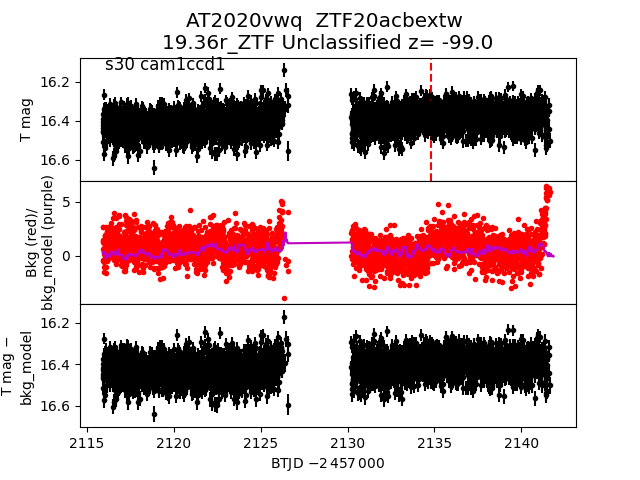 AT2020vwq  ZTF20acbextw
19.36r_ZTF Unclassified z= -99.0
s30 cam1ccd1
T mag
16.2
16.4
16.6
Bkg (red)/
bkg_model (purple)
5
0
T mag −
bkg_model
16.2
16.4
16.6
2115
2120
2125
2130
2135
2140
BTJD −2 457 000